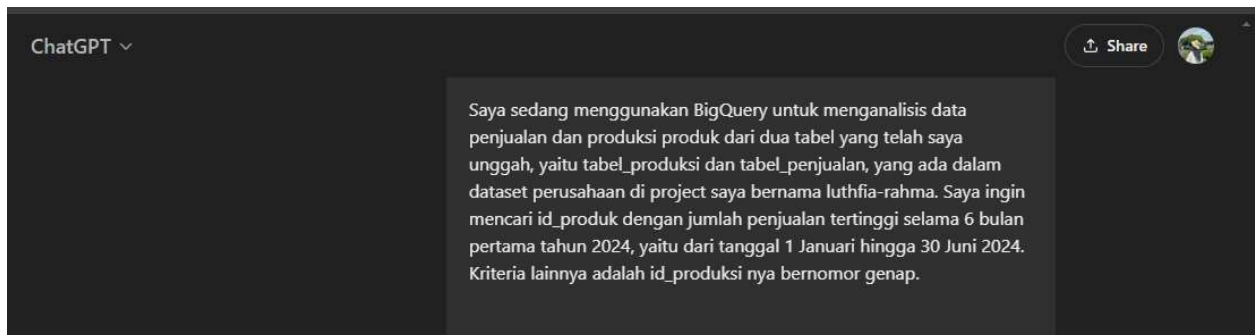 ChatGPT
Share
Saya sedang menggunakan BigQuery untuk menganalisis data
penjualan dan produksi produk dari dua tabel yang telah saya
unggah, yaitu tabel_produksi dan tabel_penjualan, yang ada dalam
dataset perusahaan di project saya bernama luthfia-rahma. Saya ingin
mencari id_produk dengan jumlah penjualan tertinggi selama 6 bulan
pertama tahun 2024, yaitu dari tanggal 1 Januari hingga 30 Juni 2024.
Kriteria lainnya adalah id_produksi nya bernomor genap.